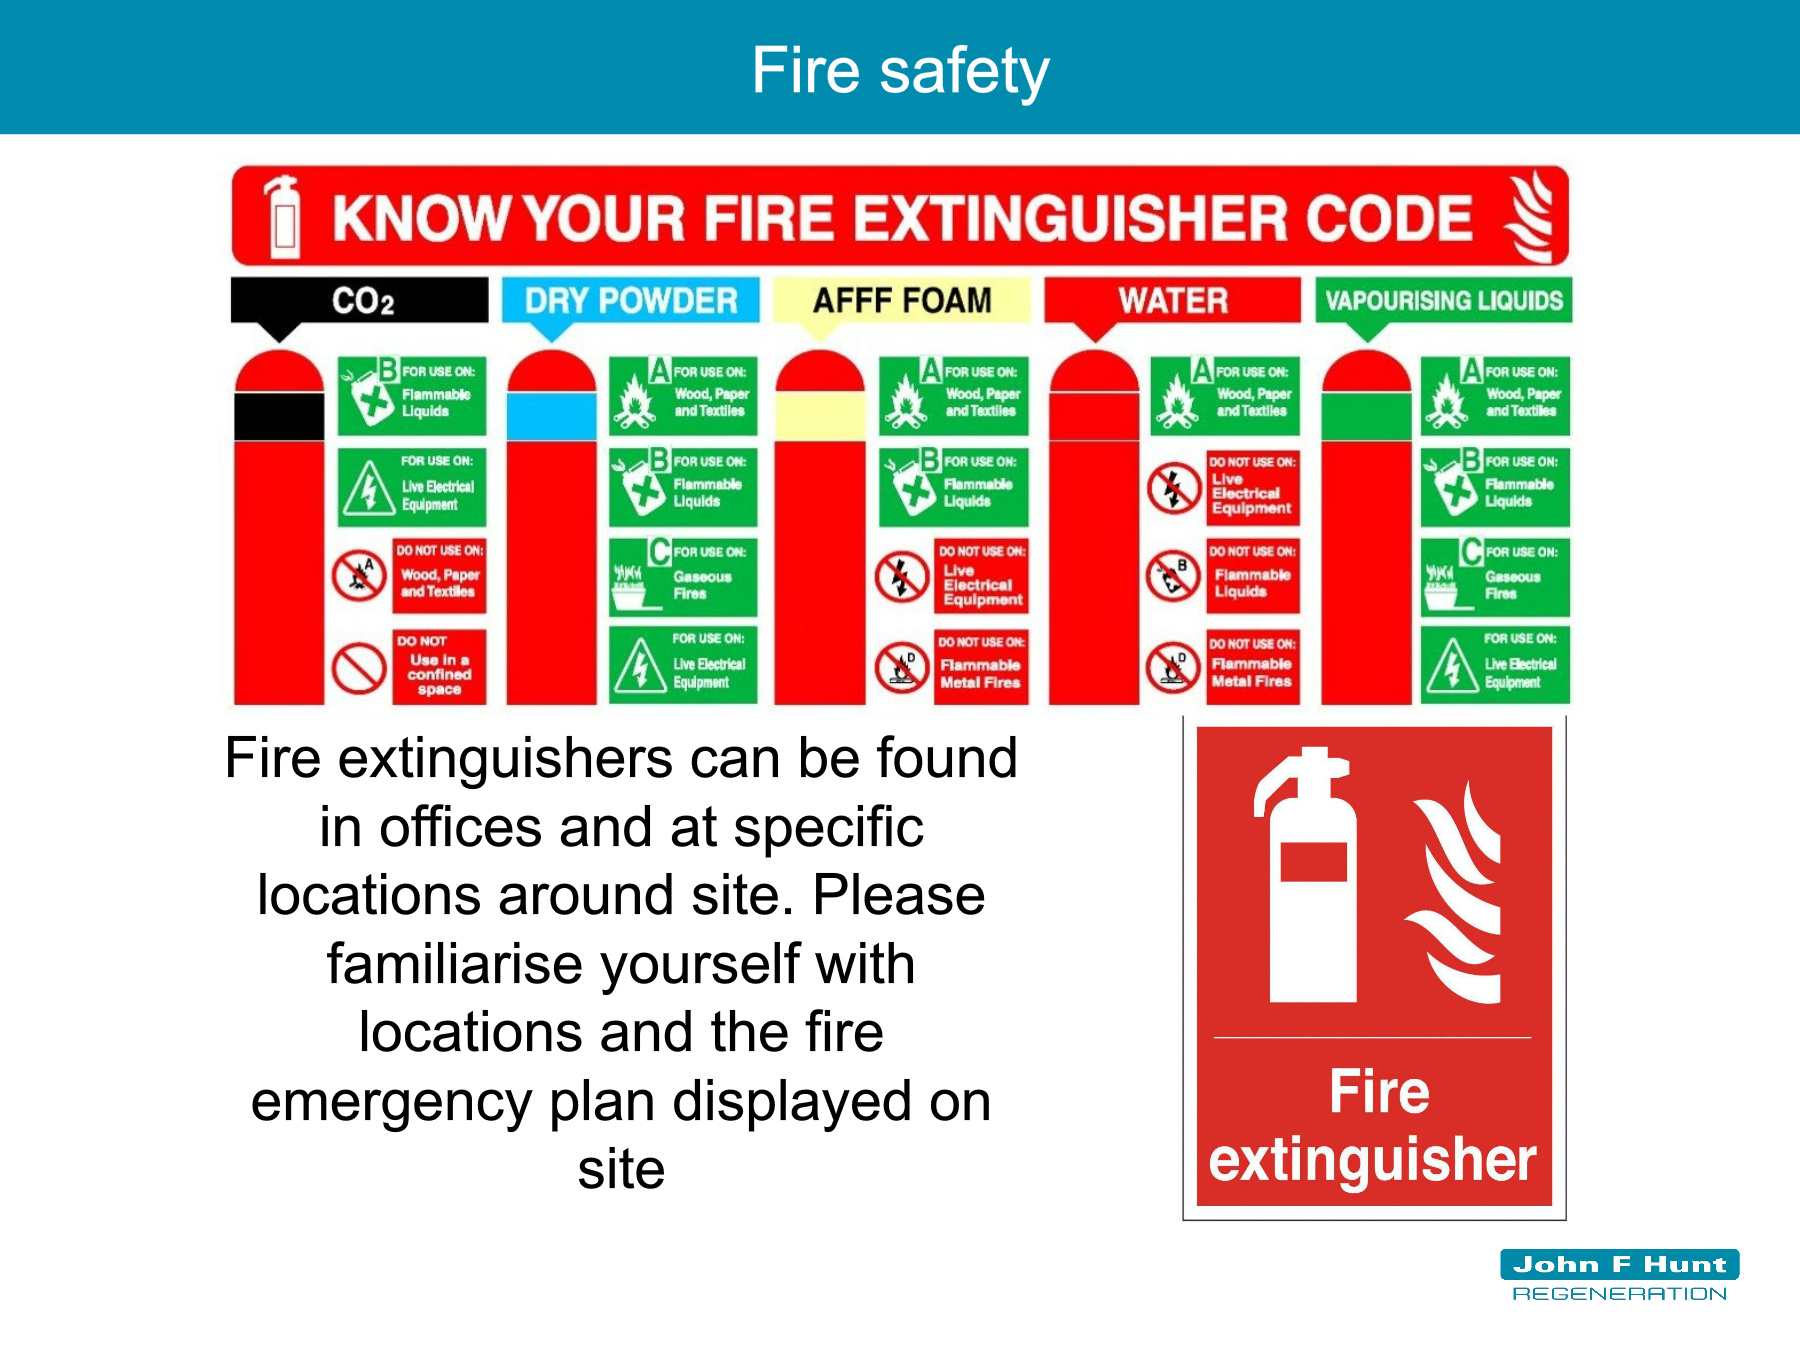 Fire safety
KNOW YOUR FIRE EXTINGUISHER CODE
CO2
B FOR USE ON:
Flammable
Liquids
FOR USE ON:
Live Electrical
Equipment
A
DO NOT USE ON:
Wood, Paper
and Textiles
DO NOT
Use in a
confined
space
DRY POWDER
A FOR USE ON:
Wood, Paper
and Textiles
B FOR USE ON:
Flammable
Liquids
C FOR USE ON:
Gaseous
Fires
FOR USE ON:
Live Electrical
Equipment
AFFF FOAM
A FOR USE ON:
Wood, Paper
and Textiles
B FOR USE ON:
Flammable
Liquids
DO NOT USE ON:
Live
Electrical
Equipment
D
DO NOT USE ON:
Flammable
Metal Fires
WATER
A FOR USE ON:
Wood, Paper
and Textiles
DO NOT USE ON:
Live
Electrical
Equipment
B
DO NOT USE ON:
Flammable
Liquids
D
DO NOT USE ON:
Flammable
Metal Fires
VAPOURISING LIQUIDS
A FOR USE ON:
Wood, Paper
and Textiles
B FOR USE ON:
Flammable
Liquids
C FOR USE ON:
Gaseous
Fires
FOR USE ON:
Live Electrical
Equipment
Fire extinguishers can be found
in offices and at specific
locations around site. Please
familiarise yourself with
locations and the fire
emergency plan displayed on
site
Fire
extinguisher
John F Hunt
REGENERATION